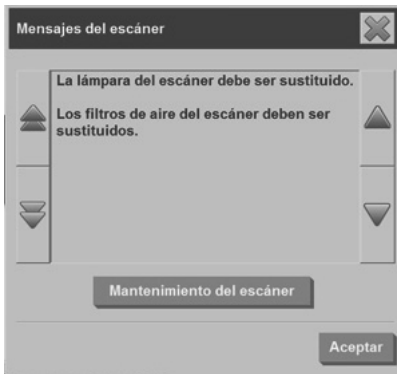 Mensajes del escáner
La lámpara del escáner debe ser sustituido.
Los filtros de aire del escáner deben ser
sustituidos.
Mantenimiento del escáner
Aceptar